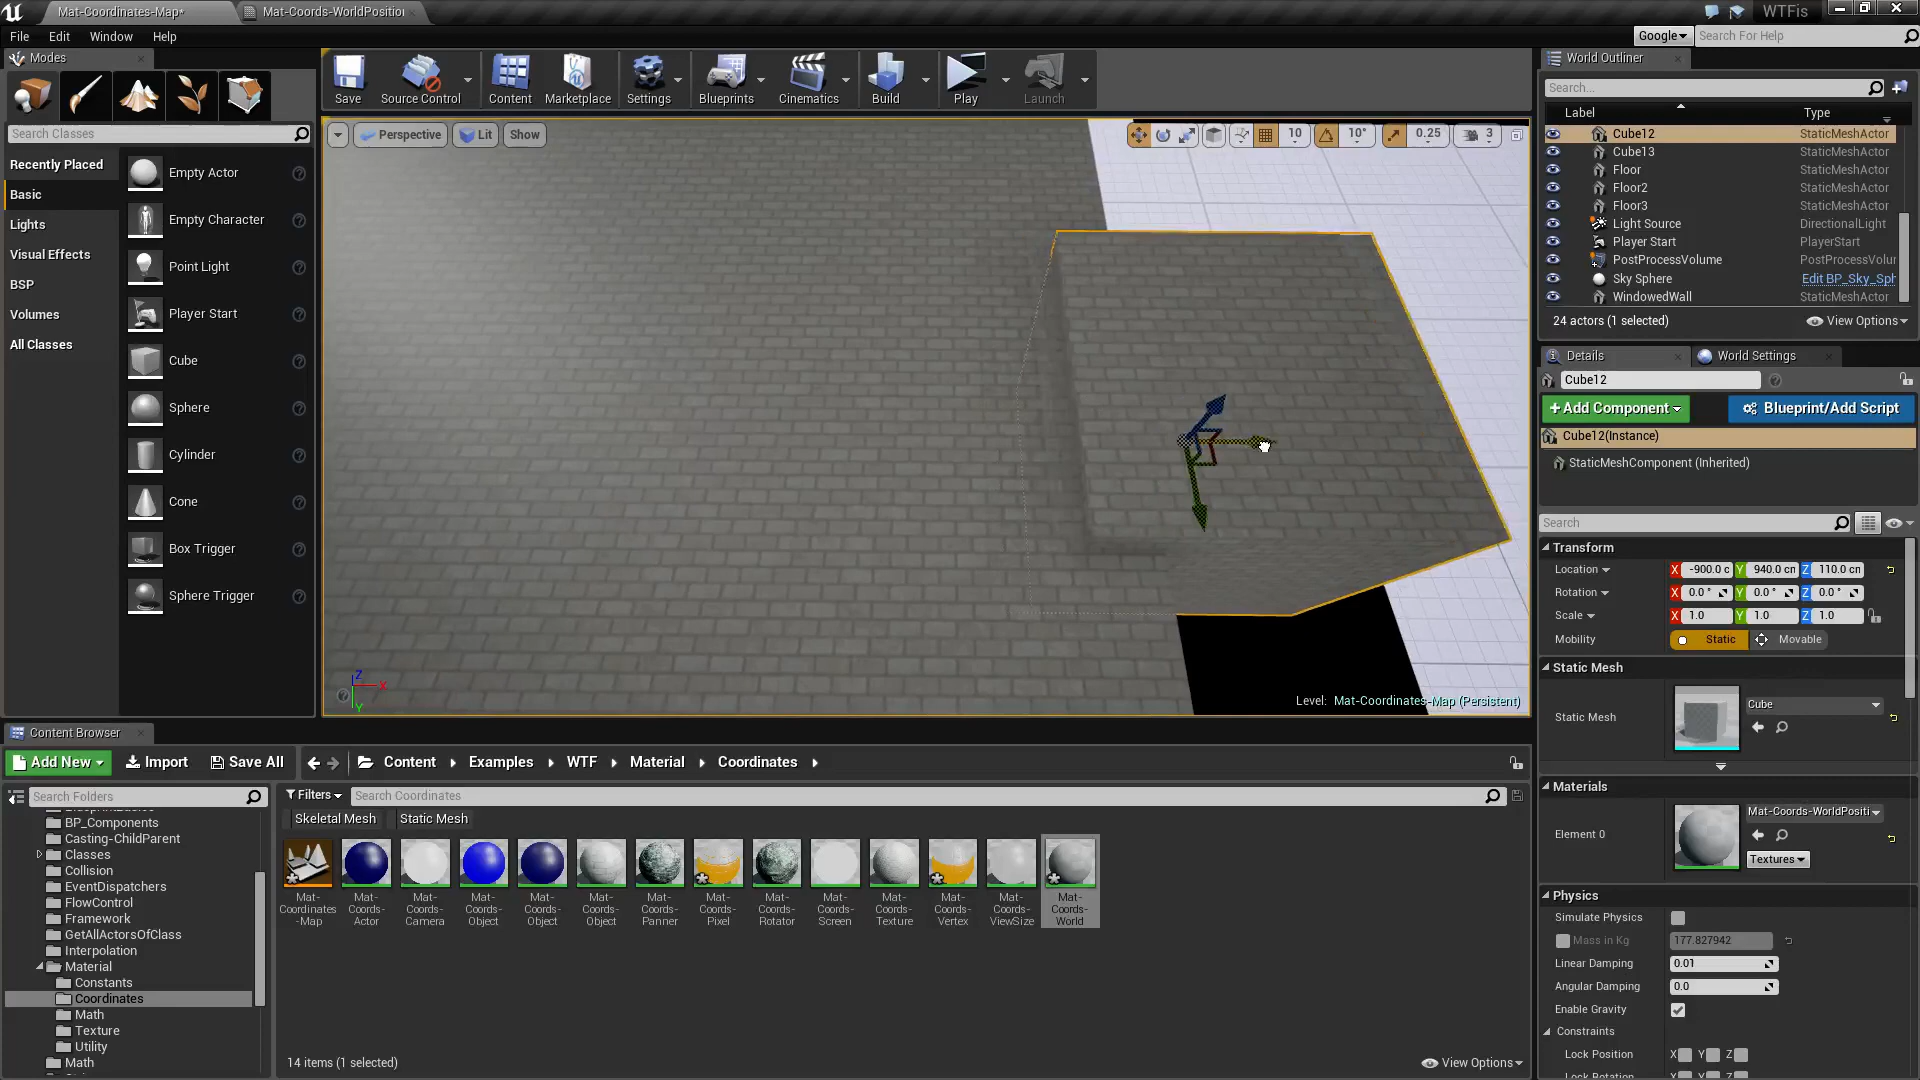 Mat-Coordinates-Map*
Mat-Coords-WorldPosition
WTFis
File
Edit
Window
Help
Google
Search For Help
Modes
Search Classes
Recently Placed
Basic
Lights
Visual Effects
BSP
Volumes
All Classes
Empty Actor
Empty Character
Point Light
Player Start
Cube
Sphere
Cylinder
Cone
Box Trigger
Sphere Trigger
Save
Source Control
Content
Marketplace
Settings
Blueprints
Cinematics
Build
Play
Launch
Perspective
Lit
Show
10
10°
0.25
3
Z
X
Y
Level: Mat-Coordinates-Map (Persistent)
World Outliner
Search...
Label
Type
Cube12 StaticMeshActor
Cube13 StaticMeshActor
Floor StaticMeshActor
Floor2 StaticMeshActor
Floor3 StaticMeshActor
Light Source DirectionalLight
Player Start PlayerStart
PostProcessVolume PostProcessVolur
Sky Sphere Edit BP_Sky_Sph
WindowedWall StaticMeshActor
24 actors (1 selected)
View Options
Details
World Settings
Cube12
+Add Component
Blueprint/Add Script
Cube12(Instance)
StaticMeshComponent (Inherited)
Search
Transform
Location X -900.0 c Y 940.0 cm Z 110.0 cm
Rotation X 0.0 ° Y 0.0 ° Z 0.0 °
Scale X 1.0 Y 1.0 Z 1.0
Mobility Static Movable
Static Mesh
Static Mesh
Cube
Materials
Element 0
Mat-Coords-WorldPositi
Textures
Physics
Simulate Physics
Mass in Kg 177.827942
Linear Damping 0.01
Angular Damping 0.0
Enable Gravity
Constraints
Lock Position X Y Z
Lock Rotation X Y Z
Content Browser
Add New
Import
Save All
Content
Examples
WTF
Material
Coordinates
Search Folders
BP_Components
Casting-ChildParent
Classes
Collision
EventDispatchers
FlowControl
Framework
GetAllActorsOfClass
Interpolation
Material
Constants
Coordinates
Math
Texture
Utility
Math
Filters
Search Coordinates
Skeletal Mesh
Static Mesh
Mat-
Coordinates
-Map
Mat-
Coords-
Actor
Mat-
Coords-
Camera
Mat-
Coords-
Object
Mat-
Coords-
Object
Mat-
Coords-
Object
Mat-
Coords-
Panner
Mat-
Coords-
Pixel
Mat-
Coords-
Rotator
Mat-
Coords-
Screen
Mat-
Coords-
Texture
Mat-
Coords-
Vertex
Mat-
Coords-
ViewSize
Mat-
Coords-
World
14 items (1 selected)
View Options